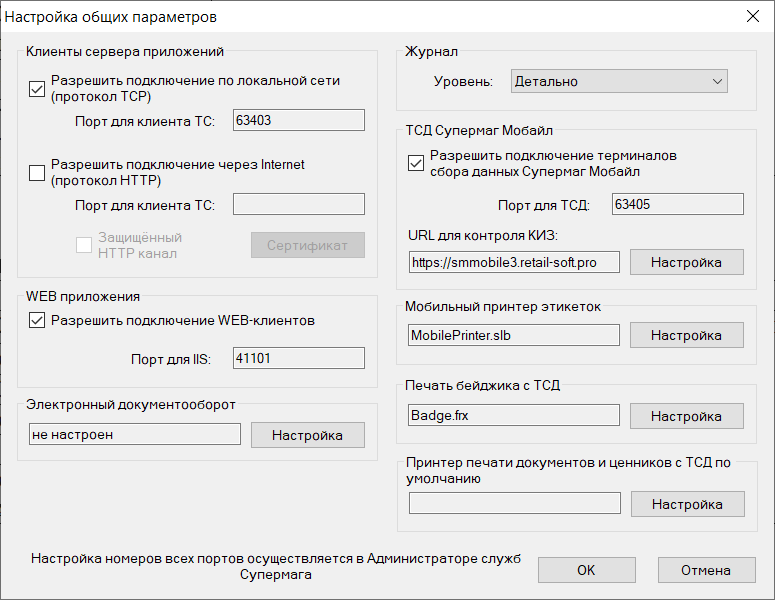 Настройка общих параметров
Клиенты сервера приложений
Разрешить подключение по локальной сети
(протокол TCP)
Порт для клиента ТС:
63403
Разрешить подключение через Internet
(протокол HTTP)
Порт для клиента ТС:
Защищённый
HTTP канал
Сертификат
WEB приложения
Разрешить подключение WEB-клиентов
Порт для IIS:
41101
Электронный документооборот
не настроен
Настройка
Журнал
Уровень:
Детально
ТСД Супермаг Мобайл
Разрешить подключение терминалов
сбора данных Супермаг Мобайл
Порт для ТСД:
63405
URL для контроля КИЗ:
https://smmobile3.retail-soft.pro
Настройка
Мобильный принтер этикеток
MobilePrinter.slb
Настройка
Печать бейджика с ТСД
Badge.frx
Настройка
Принтер печати документов и ценников с ТСД по
умолчанию
Настройка
Настройка номеров всех портов осуществляется в Администраторе служб
Супермага
OK
Отмена